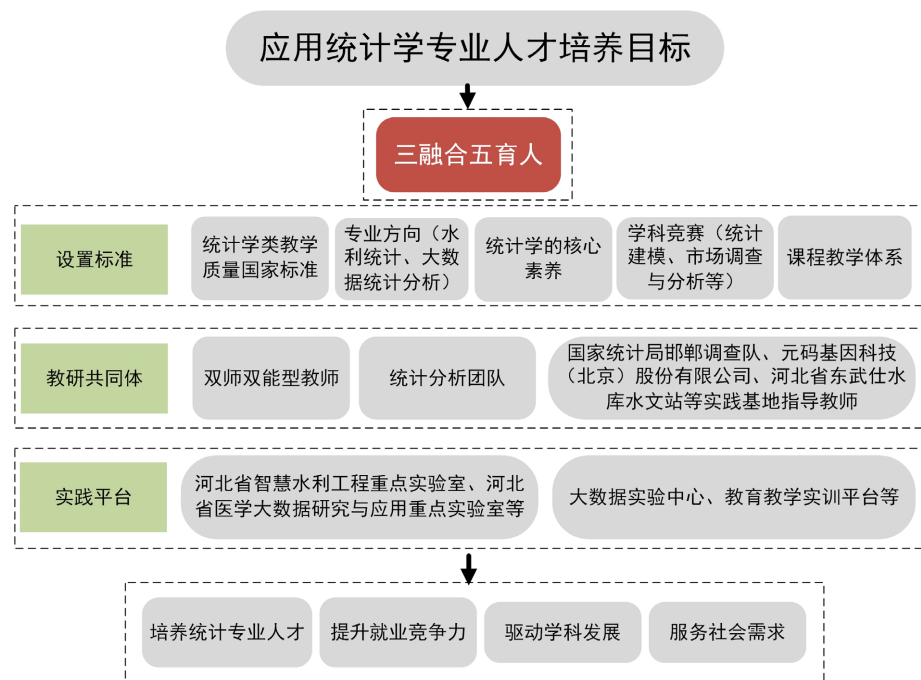 应用统计学专业人才培养目标
三融合五育人
设置标准
统计学类教学
质量国家标准
专业方向（水
利统计、大数
据统计分析）
统计学的核心
素养
学科竞赛（统计
建模、市场调查
与分析等）
课程教学体系
教研共同体
双师双能型教师
统计分析团队
国家统计局邯郸调查队、元码基因科技
（北京）股份有限公司、河北省东武仕水
库水文站等实践基地指导教师
实践平台
河北省智慧水利工程重点实验室、河北
省医学大数据研究与应用重点实验室等
大数据实验中心、教育教学实训平台等
培养统计专业人才
提升就业竞争力
驱动学科发展
服务社会需求